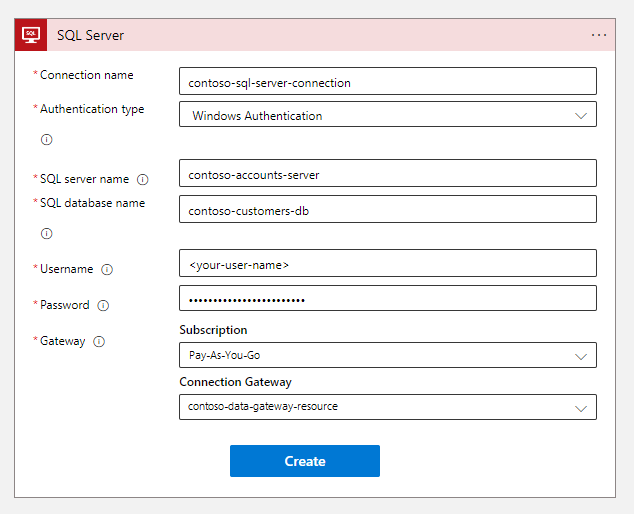 SQL
SQL Server
...
* Connection name
contoso-sql-server-connection
* Authentication type
Windows Authentication
* SQL server name
contoso-accounts-server
* SQL database name
contoso-customers-db
* Username
<your-user-name>
* Password
••••••••••••••••••••••••
* Gateway
Subscription
Pay-As-You-Go
Connection Gateway
contoso-data-gateway-resource
Create